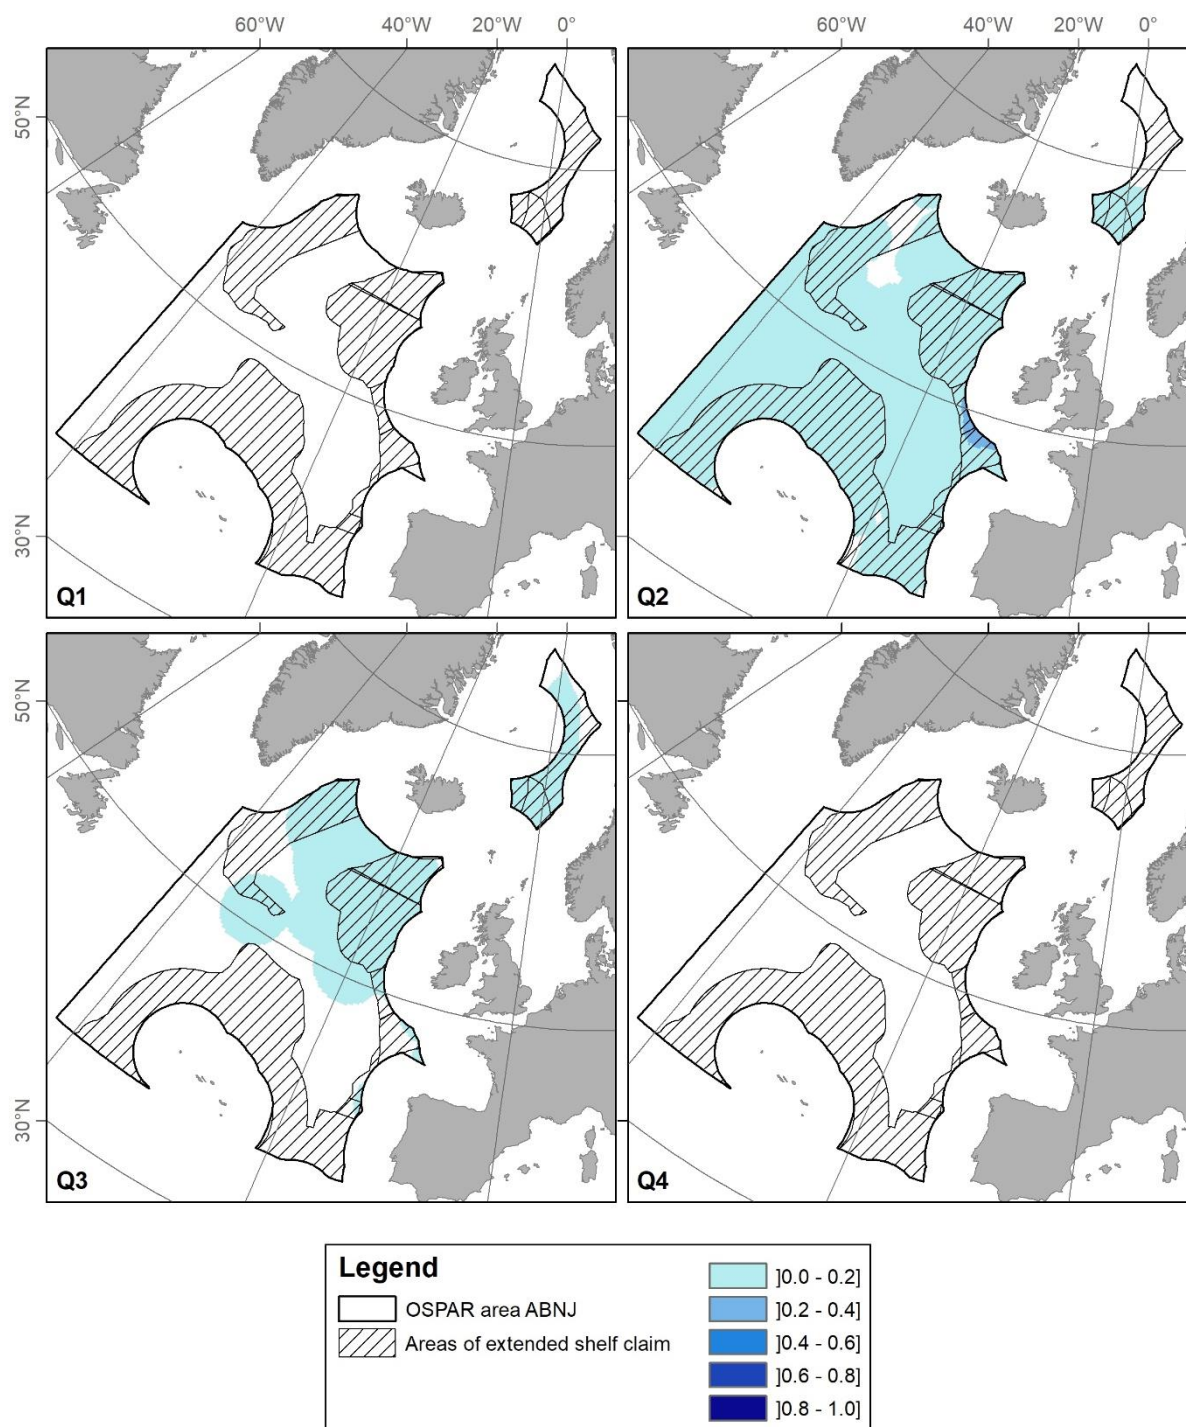 60°W 40°W 20°W 0° 60°W 40°W 20°W 0°
50°N
30°N
Q1 Q2
50°N
30°N
Q3 Q4
Legend
OSPAR area ABNJ
Areas of extended shelf claim
]0.0 - 0.2]
]0.2 - 0.4]
]0.4 - 0.6]
]0.6 - 0.8]
]0.8 - 1.0]